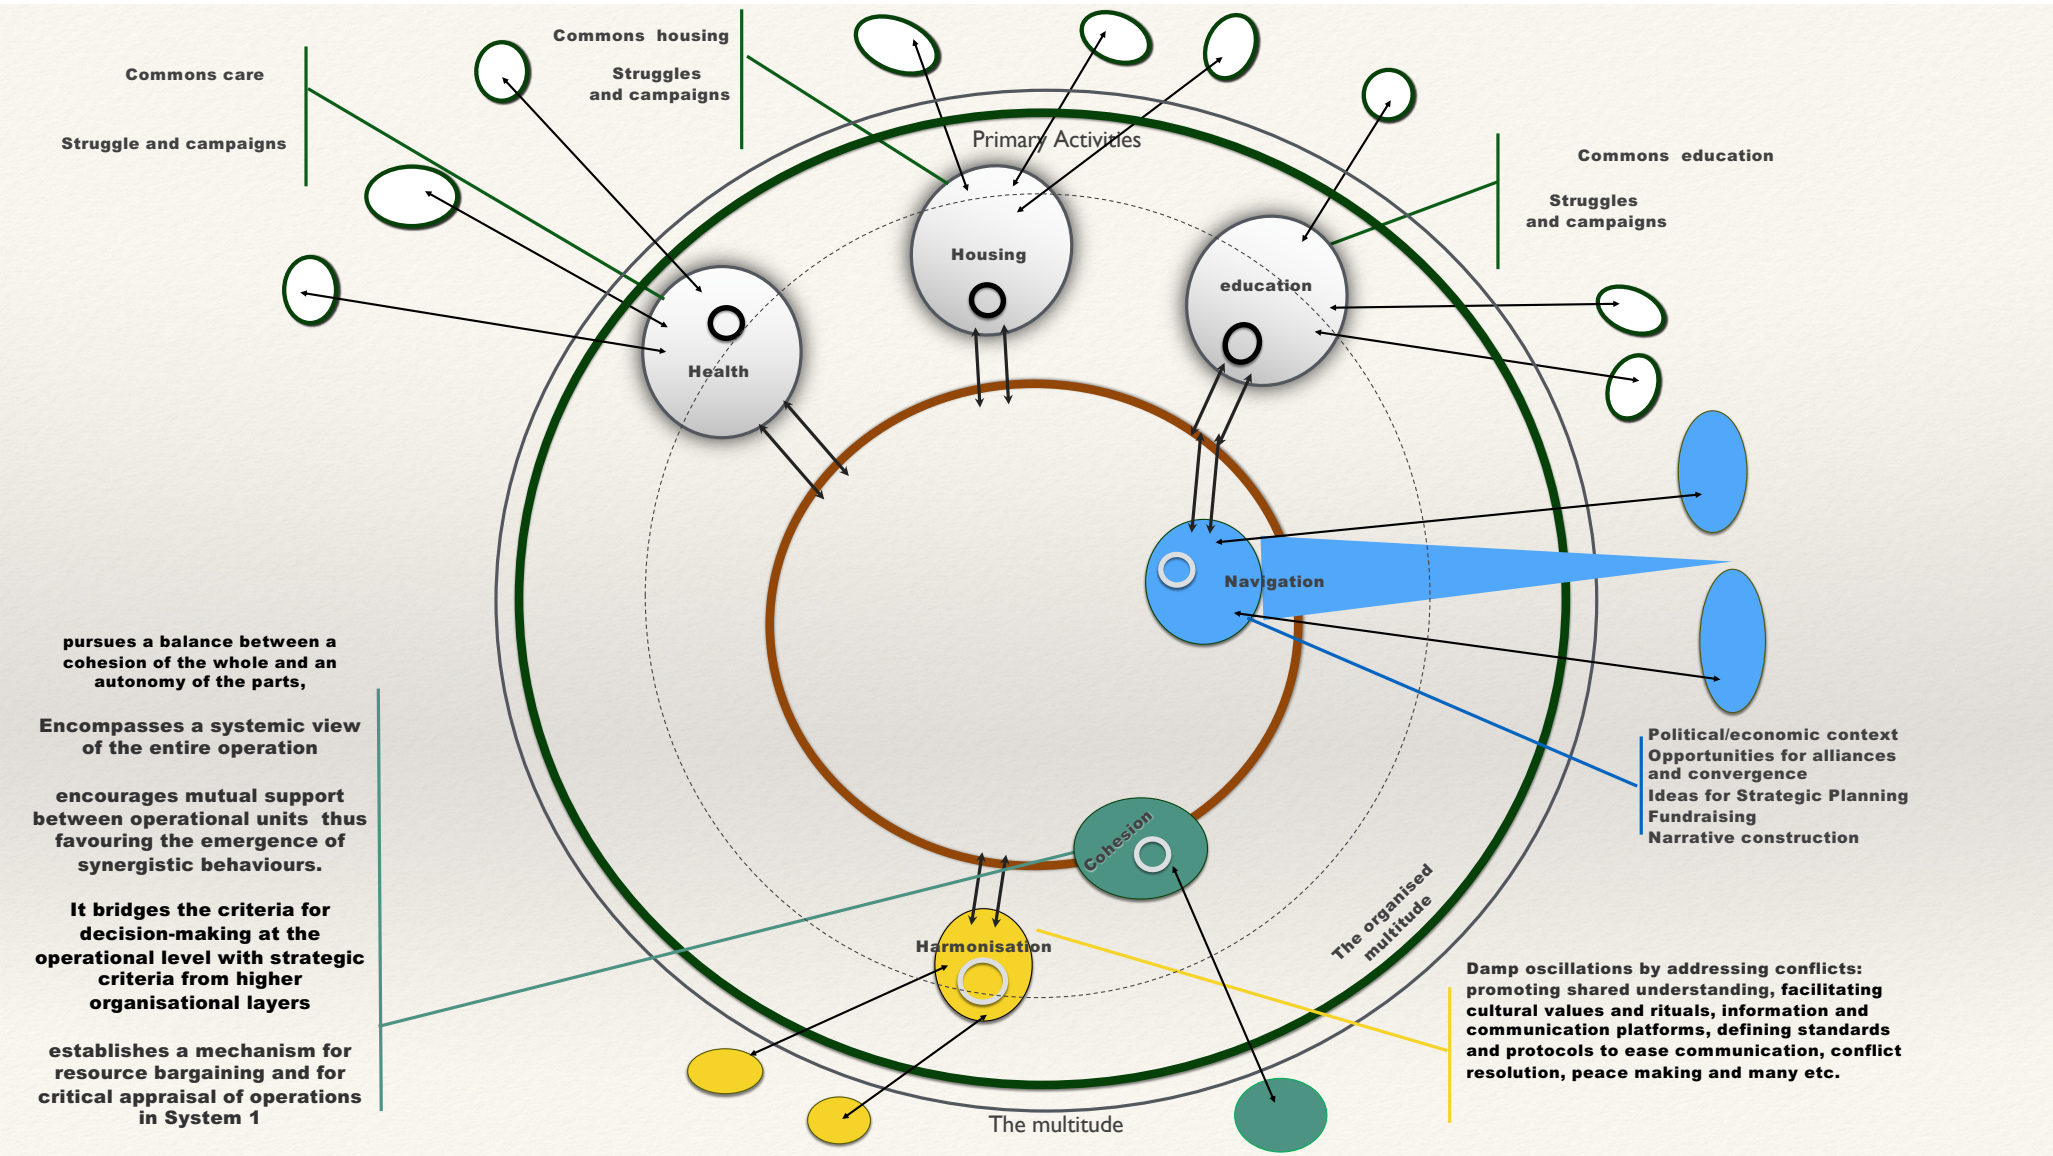 Commons care
Struggle and campaigns
Commons  housing
Struggles
and campaigns
Primary Activities
Commons  education
Struggles
and campaigns
Housing
education
Health
Navigation
pursues a balance between a
cohesion of the whole and an
autonomy of the parts,
Encompasses a systemic view
of the entire operation
encourages mutual support
between operational units  thus
favouring the emergence of
synergistic behaviours.
It bridges the criteria for
decision-making at the
operational level with strategic
criteria from higher
organisational layers
establishes a mechanism for
resource bargaining and for
critical appraisal of operations
in System 1
Political/economic context
Opportunities for alliances
and convergence
Ideas for Strategic Planning
Fundraising
Narrative construction
Cohesion
The organised
multitude
Harmonisation
Damp oscillations by addressing conflicts:
promoting shared understanding, facilitating
cultural values and rituals, information and
communication platforms, defining standards
and protocols to ease communication, conflict
resolution, peace making and many etc.
The multitude